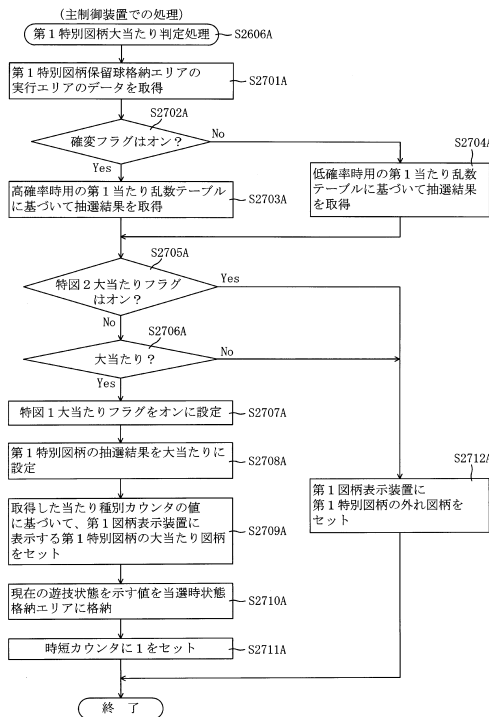 (主制御装置での処理)
第1特別図柄大当たり判定処理
S2606A
第1特別図柄保留球格納エリアの
実行エリアのデータを取得
S2701A
S2702A
確変フラグはオン?
No
Yes
S2704A
高確率時用の第1当たり乱数テーブル
に基づいて抽選結果を取得
S2703A
低確率時用の第1当たり乱数
テーブルに基づいて抽選結果
を取得
S2705A
特図2大当たりフラグ
はオン?
Yes
No
S2706A
大当たり?
No
Yes
特図1大当たりフラグをオンに設定
S2707A
第1特別図柄の抽選結果を大当たりに
設定
S2708A
S2712A
第1図柄表示装置に
第1特別図柄の外れ図柄を
セット
取得した当たり種別カウンタの値
に基づいて、第1図柄表示装置に
表示する第1特別図柄の大当たり図柄
をセット
S2709A
現在の遊技状態を示す値を当選時状態
格納エリアに格納
S2710A
時短カウンタに1をセット
S2711A
終 了